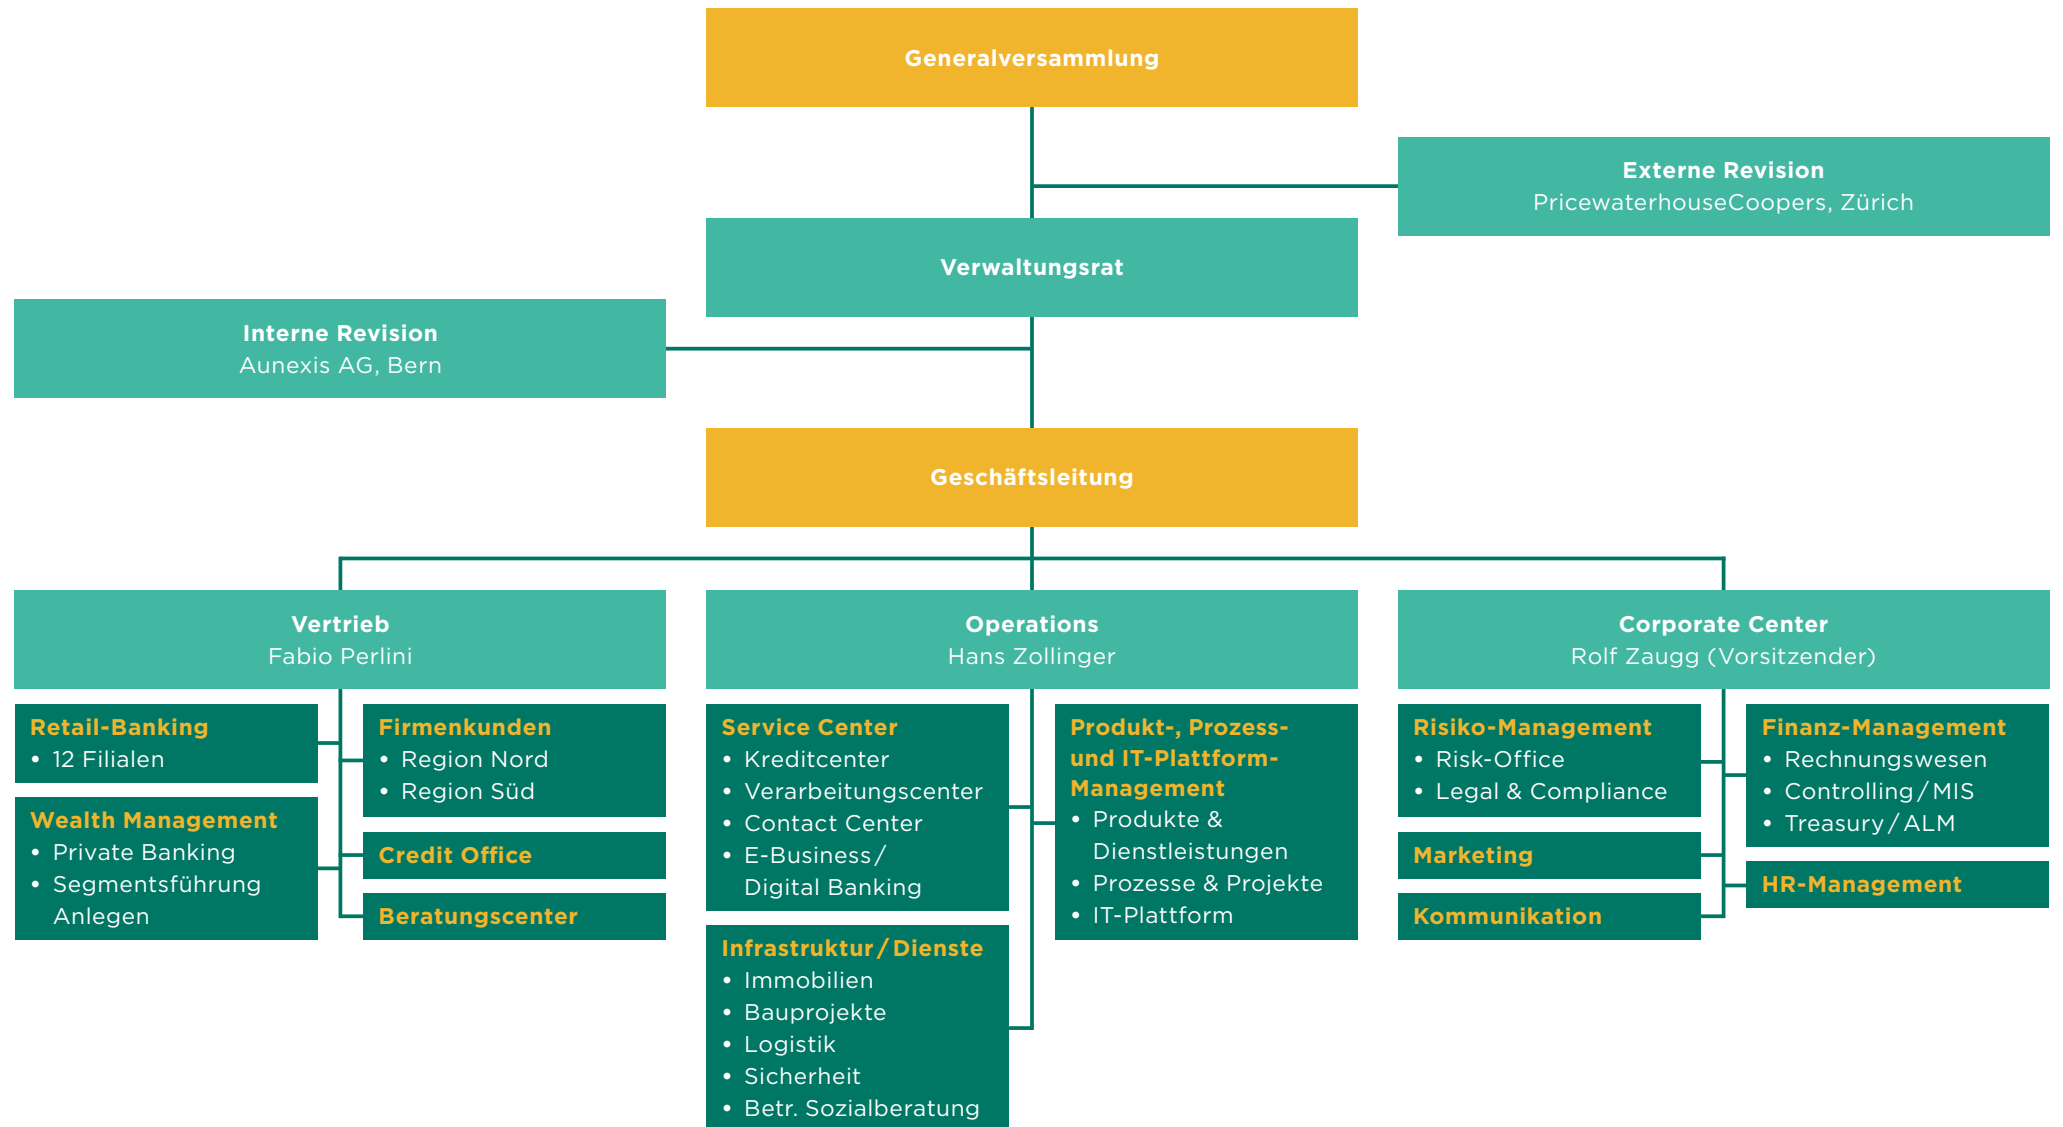 Generalversammlung
Externe Revision
PricewaterhouseCoopers, Zürich
Verwaltungsrat
Interne Revision
Aunexis AG, Bern
Geschäftsleitung
Vertrieb
Fabio Perlini
Retail-Banking
• 12 Filialen
Wealth Management
• Private Banking
• Segmentsführung
Anlegen
Firmenkunden
• Region Nord
• Region Süd
Credit Office
Beratungscenter
Operations
Hans Zollinger
Service Center
• Kreditcenter
• Verarbeitungscenter
• Contact Center
• E-Business/
Digital Banking
Infrastruktur/Dienste
• Immobilien
• Bauprojekte
• Logistik
• Sicherheit
• Betr. Sozialberatung
Produkt-, Prozess-
und IT-Plattform-
Management
• Produkte &
Dienstleistungen
• Prozesse & Projekte
• IT-Plattform
Corporate Center
Rolf Zaugg (Vorsitzender)
Risiko-Management
• Risk-Office
• Legal & Compliance
Marketing
Kommunikation
Finanz-Management
• Rechnungswesen
• Controlling/MIS
• Treasury/ALM
HR-Management